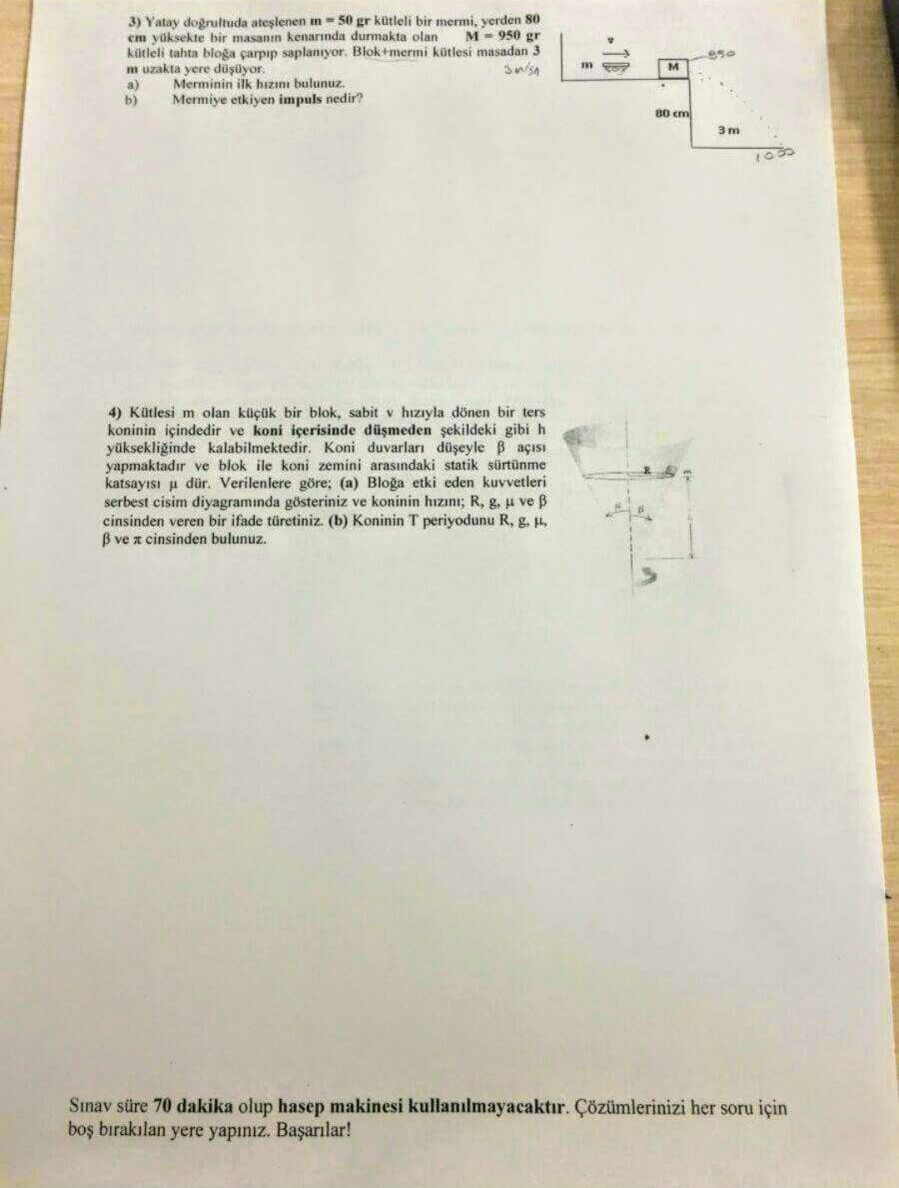 3) Yatay doğrultuda ateşlenen m = 50 gr kütleli bir mermi, yerden 80
cm yüksekte bir masanın kenarında durmakta olan M = 950 gr
kütleli tahta bloğa çarpıp saplanıyor. Blok+mermi kütlesi masadan 3
m uzakta yere düşüyor.
3m/sn
a) Merminin ilk hızını bulunuz.
b) Mermiye etkiyen impuls nedir?
v
m
M
950
80 cm
3 m
1000
4) Kütlesi m olan küçük bir blok, sabit v hızıyla dönen bir ters
koninin içindedir ve koni içerisinde düşmeden şekildeki gibi h
yüksekliğinde kalabilmektedir. Koni duvarları düşeyle β açısı
yapmaktadır ve blok ile koni zemini arasındaki statik sürtünme
katsayısı µ dür. Verilenlere göre; (a) Bloğa etki eden kuvvetleri
serbest cisim diyagramında gösteriniz ve koninin hızını; R, g, µ ve β
cinsinden veren bir ifade türetiniz. (b) Koninin T periyodunu R, g, µ,
β ve π cinsinden bulunuz.
R
β
Sınav süre 70 dakika olup hasep makinesi kullanılmayacaktır. Çözümlerinizi her soru için
boş bırakılan yere yapınız. Başarılar!